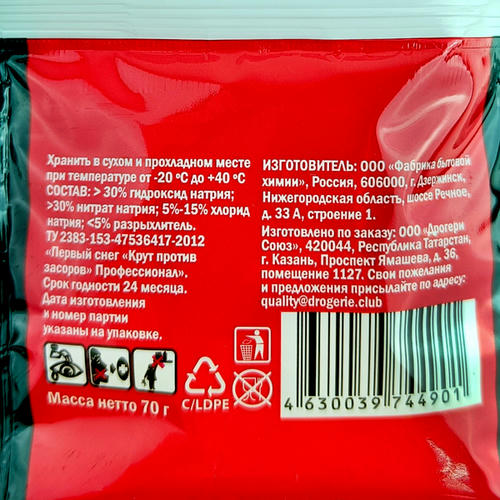 Хранить в сухом и прохладном месте
при температуре от -20 °C до +40 °C
СОСТАВ: > 30% гидроксид натрия;
>30% нитрат натрия; 5%-15% хлорид
натрия; <5% разрыхлитель.
ТУ 2383-153-47536417-2012
«Первый снег «Крут против
засоров» Профессионал».
Срок годности 24 месяца.
Дата изготовления
и номер партии
указаны на упаковке.
Масса нетто 70 г
ИЗГОТОВИТЕЛЬ: ООО «Фабрика бытовой
химии», Россия, 606000, г. Дзержинск,
Нижегородская область, шоссе Речное,
д. 33 А, строение 1.
Изготовлено по заказу: ООО «Дрогери
Союз», 420044, Республика Татарстан,
г. Казань, Проспект Ямашева, д. 36,
помещение 1127. Свои пожелания
и предложения присылайте по адресу:
quality@drogerie.club
C/LDPE
4 630039 744901